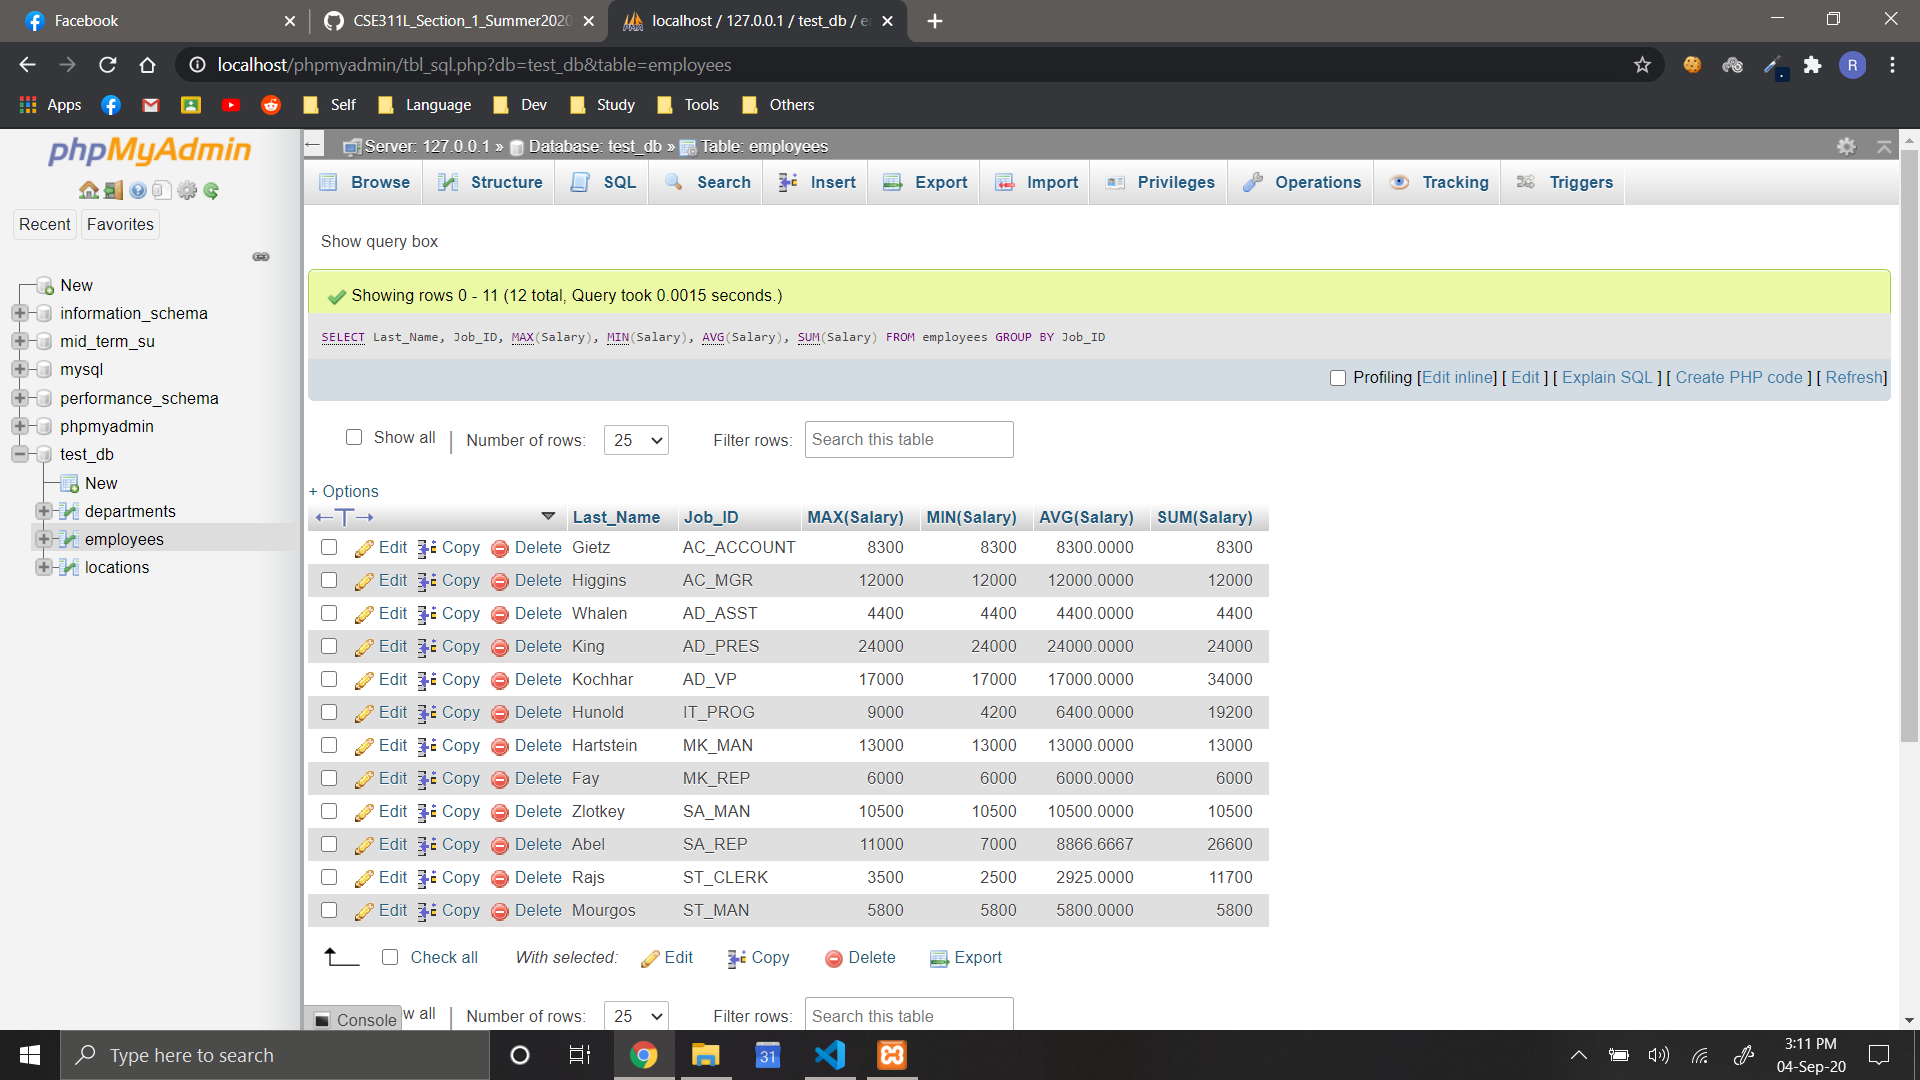 Facebook
CSE311L_Section_1_Summer2020
localhost / 127.0.0.1 / test_db / e
localhost/phpmyadmin/tbl_sql.php?db=test_db&table=employees
R
Apps Self Language Dev Study Tools Others
phpMyAdmin
Recent Favorites
New
information_schema
mid_term_su
mysql
performance_schema
phpmyadmin
test_db
New
departments
employees
locations
Server: 127.0.0.1 » Database: test_db » Table: employees
Browse Structure SQL Search Insert Export Import Privileges Operations Tracking Triggers
Show query box
Showing rows 0 - 11 (12 total, Query took 0.0015 seconds.)
SELECT Last_Name, Job_ID, MAX(Salary), MIN(Salary), AVG(Salary), SUM(Salary) FROM employees GROUP BY Job_ID
Profiling [Edit inline] [ Edit ] [ Explain SQL ] [ Create PHP code ] [ Refresh]
Show all | Number of rows: 25 Filter rows: Search this table
+ Options
←T→ Last_Name Job_ID MAX(Salary) MIN(Salary) AVG(Salary) SUM(Salary)
Edit Copy Delete Gietz AC_ACCOUNT 8300 8300 8300.0000 8300
Edit Copy Delete Higgins AC_MGR 12000 12000 12000.0000 12000
Edit Copy Delete Whalen AD_ASST 4400 4400 4400.0000 4400
Edit Copy Delete King AD_PRES 24000 24000 24000.0000 24000
Edit Copy Delete Kochhar AD_VP 17000 17000 17000.0000 34000
Edit Copy Delete Hunold IT_PROG 9000 4200 6400.0000 19200
Edit Copy Delete Hartstein MK_MAN 13000 13000 13000.0000 13000
Edit Copy Delete Fay MK_REP 6000 6000 6000.0000 6000
Edit Copy Delete Zlotkey SA_MAN 10500 10500 10500.0000 10500
Edit Copy Delete Abel SA_REP 11000 7000 8866.6667 26600
Edit Copy Delete Rajs ST_CLERK 3500 2500 2925.0000 11700
Edit Copy Delete Mourgos ST_MAN 5800 5800 5800.0000 5800
Check all With selected: Edit Copy Delete Export
Console w all | Number of rows: 25 Filter rows: Search this table
Type here to search
31
3:11 PM
04-Sep-20